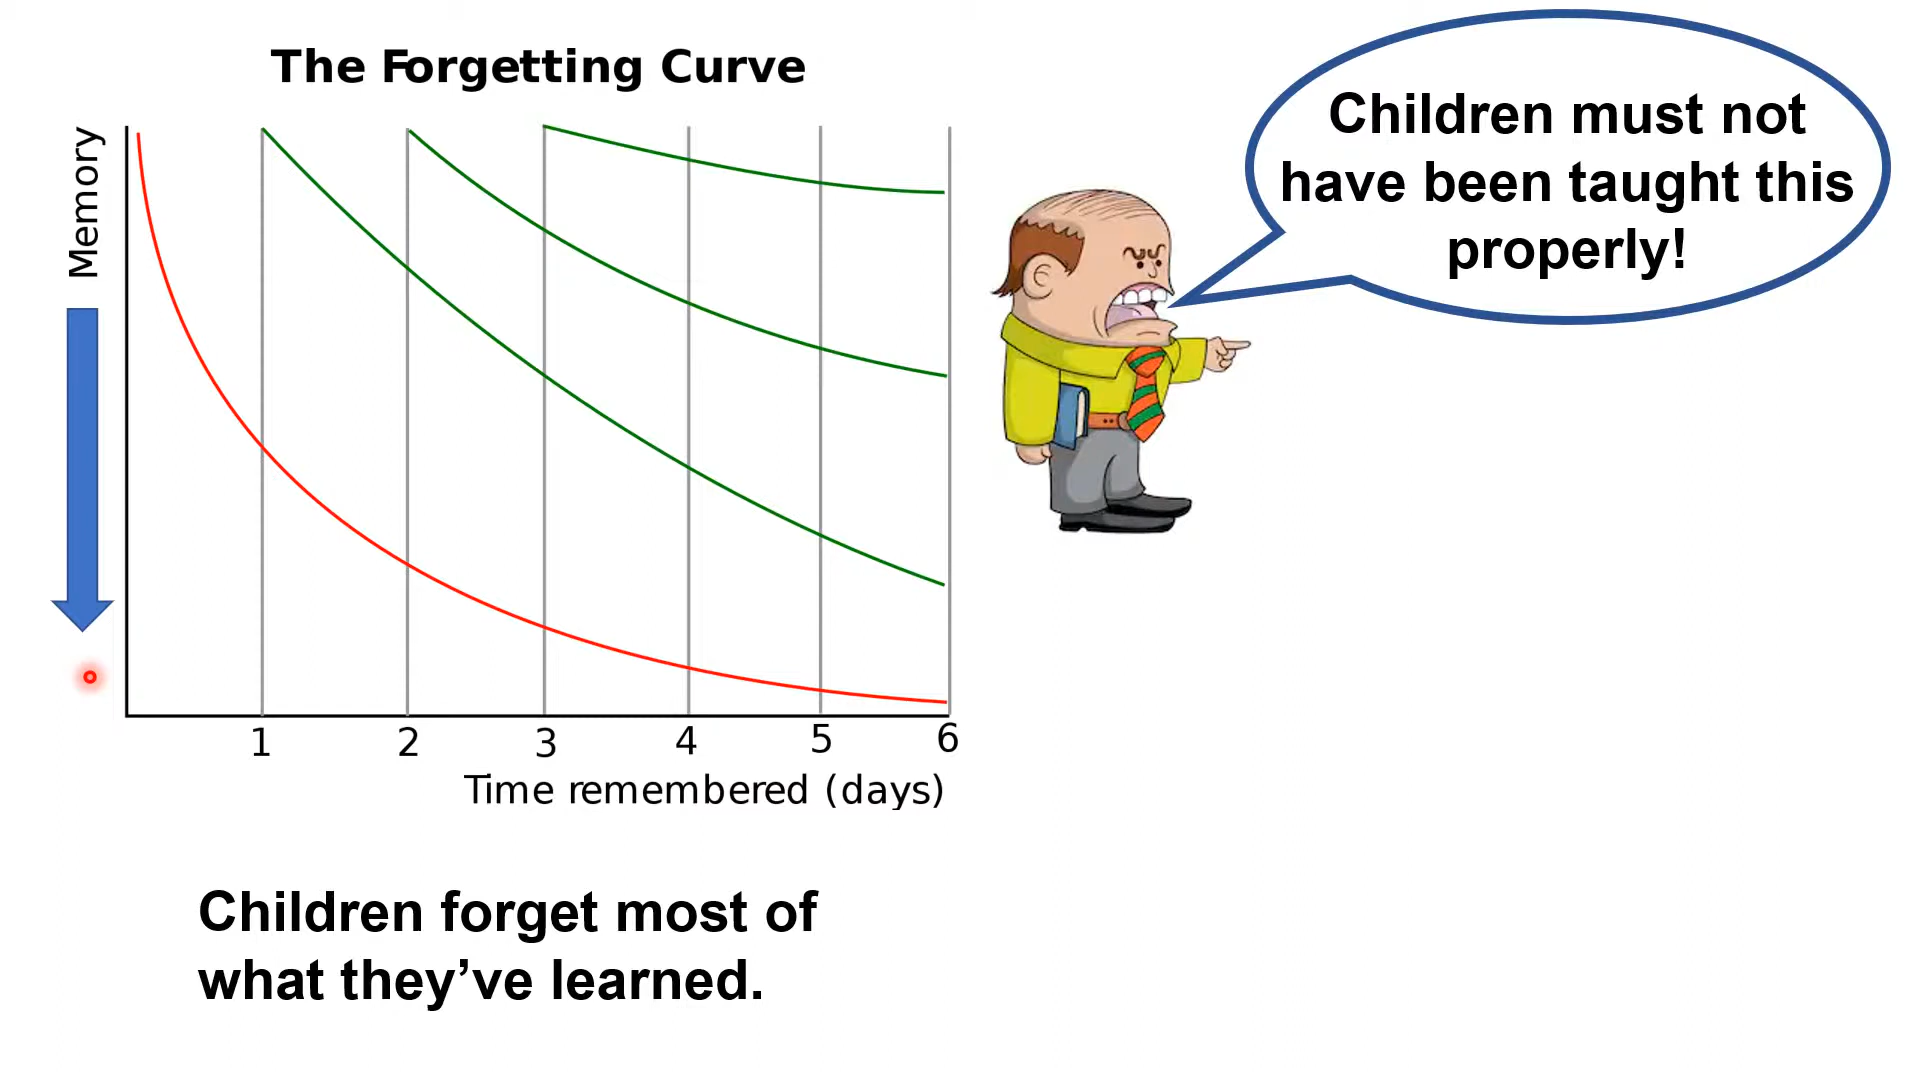 The Forgetting Curve
Memory
1 2 3 4 5 6
Time remembered (days)
Children must not
have been taught this
properly!
Children forget most of
what they’ve learned.